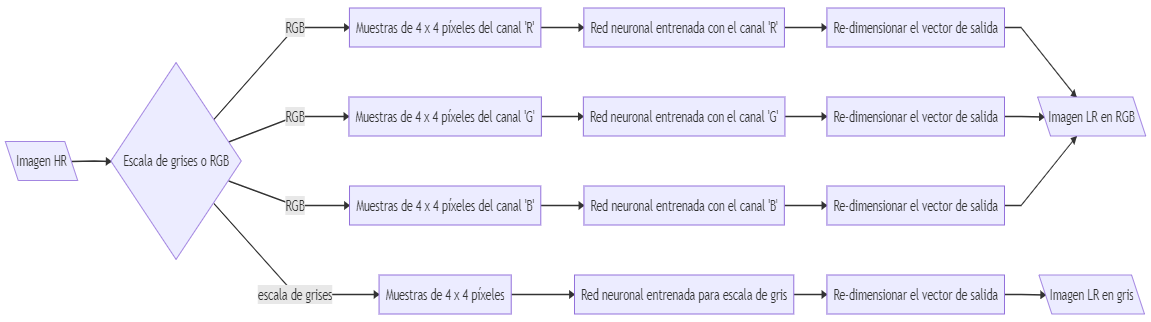 Imagen HR
Escala de grises o RGB
RGB
Muestras de 4 x 4 píxeles del canal 'R'
Red neuronal entrenada con el canal 'R'
Re-dimensionar el vector de salida
RGB
Muestras de 4 x 4 píxeles del canal 'G'
Red neuronal entrenada con el canal 'G'
Re-dimensionar el vector de salida
RGB
Muestras de 4 x 4 píxeles del canal 'B'
Red neuronal entrenada con el canal 'B'
Re-dimensionar el vector de salida
Imagen LR en RGB
escala de grises
Muestras de 4 x 4 píxeles
Red neuronal entrenada para escala de gris
Re-dimensionar el vector de salida
Imagen LR en gris